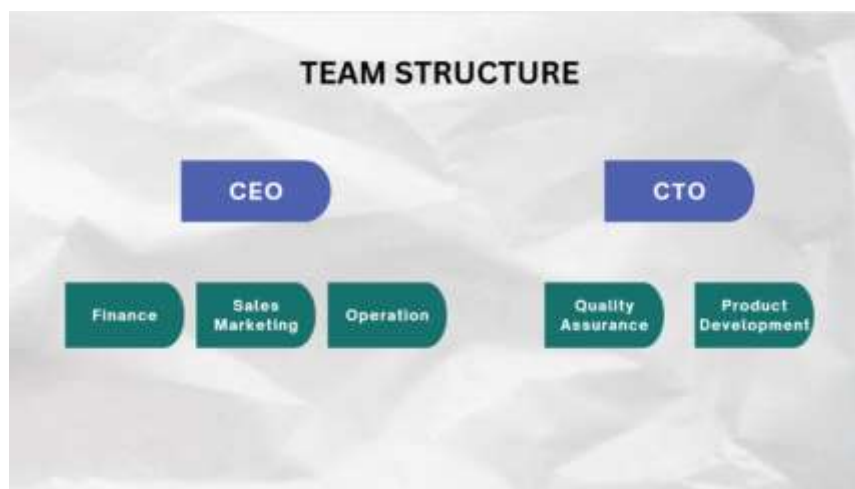 TEAM STRUCTURE
CEO
CTO
Finance
Sales
Marketing
Operation
Quality
Assurance
Product
Development